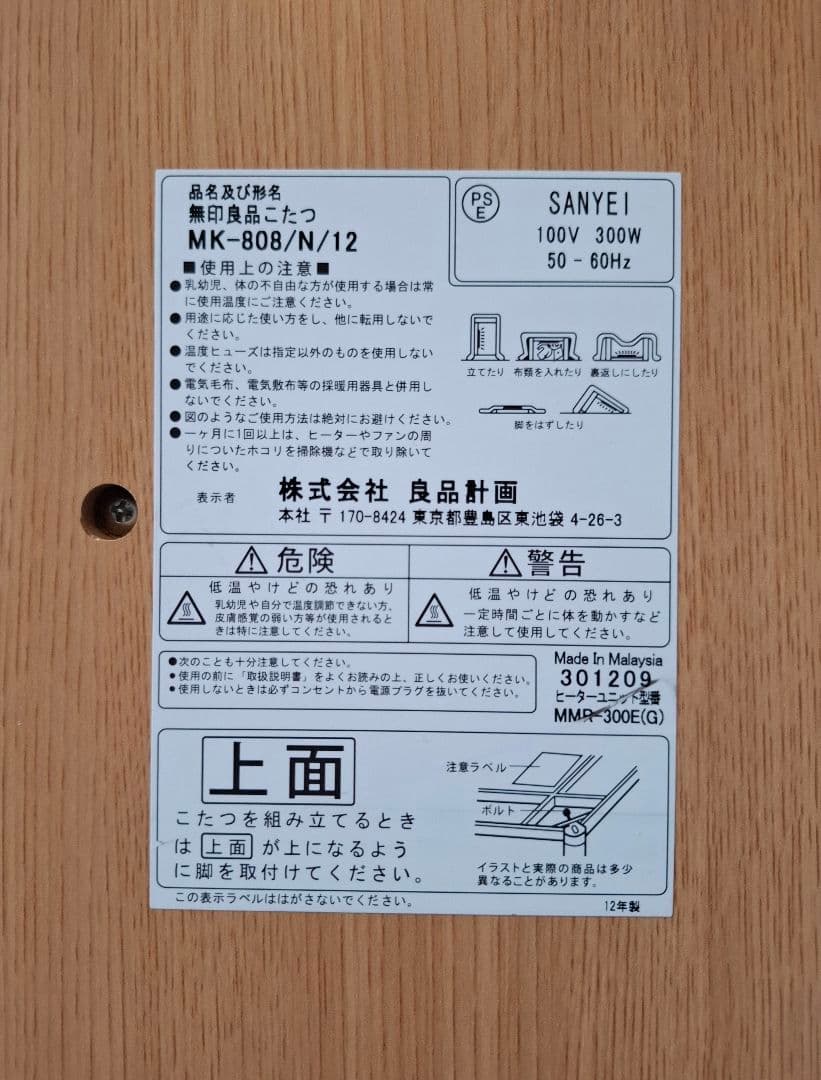 品名及び形名
無印良品こたつ
MK-808/N/12
■使用上の注意■
●乳幼児、体の不自由な方が使用する場合は常
に使用温度にご注意ください。
●用途に応じた使い方をし、他に転用しないで
ください。
●温度ヒューズは指定以外のものを使用しない
でください。
●電気毛布、電気敷布等の採暖用器具と併用し
ないでください。
●図のようなご使用方法は絶対にお避けください。
●一ヶ月に1回以上は、ヒーターやファンの周
りについたホコリを掃除機などで取り除いて
ください。
表示者 株式会社 良品計画
本社 〒170-8424 東京都豊島区東池袋 4-26-3
PS
E
SANYEI
100V 300W
50 - 60Hz
立てたり 布類を入れたり 裏返しにしたり
脚をはずしたり
危険
低温やけどの恐れあり
乳幼児や自分で温度調節できない方、
皮膚感覚の弱い方等が使用されると
きは特に注意してください。
警告
低温やけどの恐れあり
一定時間ごとに体を動かすなど
注意して使用してください。
●次のことも十分注意してください。
●使用の前に「取扱説明書」をよくお読みの上、正しくお使いください。
●使用しないときは必ずコンセントから電源プラグを抜いてください。
Made In Malaysia
301209
ヒーターユニット型番
MMR-300E(G)
上面
こたつを組み立てるとき
は 上面 が上になるよう
に脚を取付けてください。
注意ラベル
ボルト
イラストと実際の商品は多少
異なることがあります。
この表示ラベルははがさないでください。
12年製